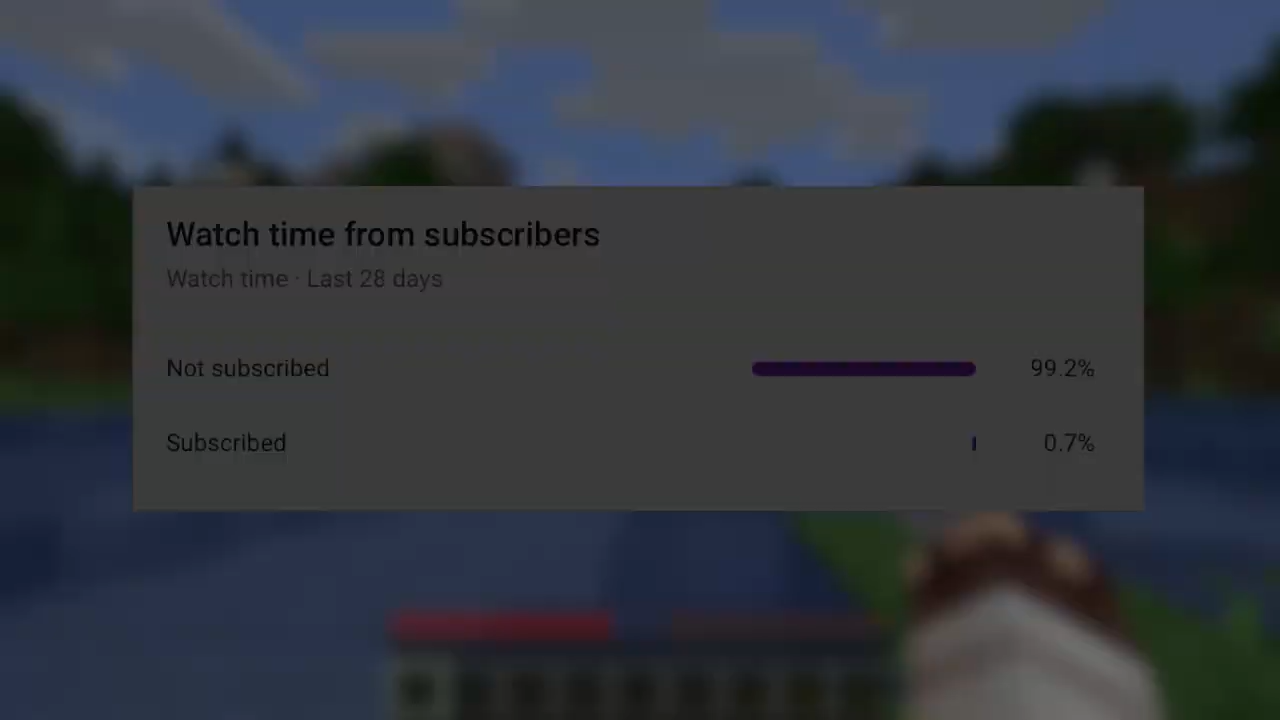 Watch time from subscribers
Watch time · Last 28 days
Not subscribed 99.2%
Subscribed 0.7%